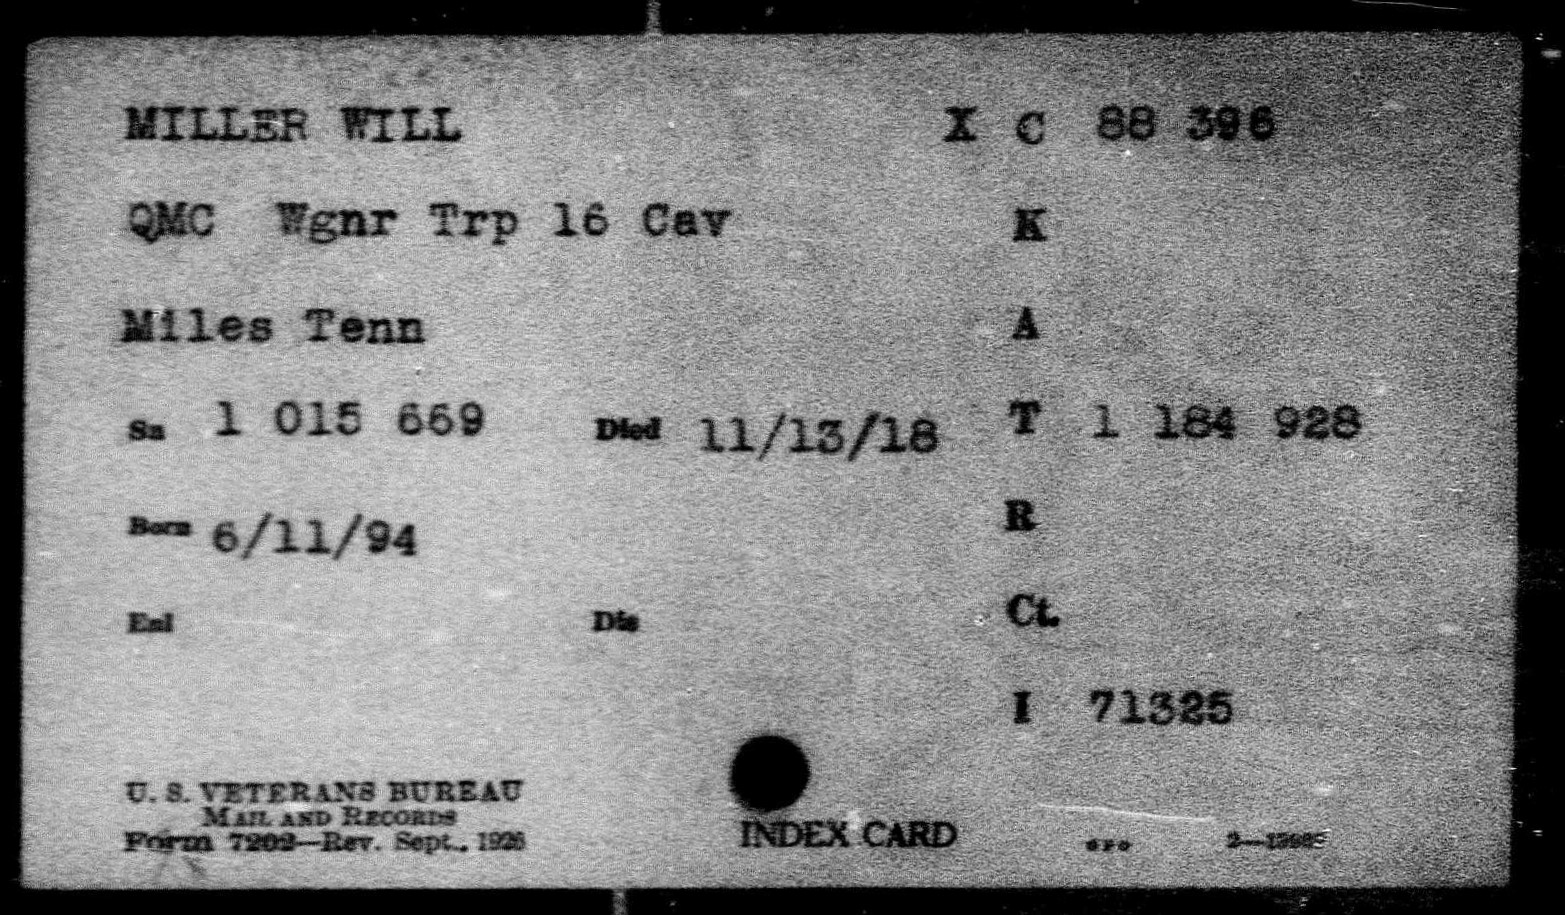 MILLER WILL X C 88 396
QMC Wgnr Trp 16 Cav K
Miles Tenn A
Sn 1 015 669 Died 11/13/18 T 1 184 928
Born 6/11/94 R
Enl Dis Ct.
I 71325
U. S. VETERANS BUREAU
MAIL AND RECORDS
Form 7202—Rev. Sept., 1926
INDEX CARD GPO